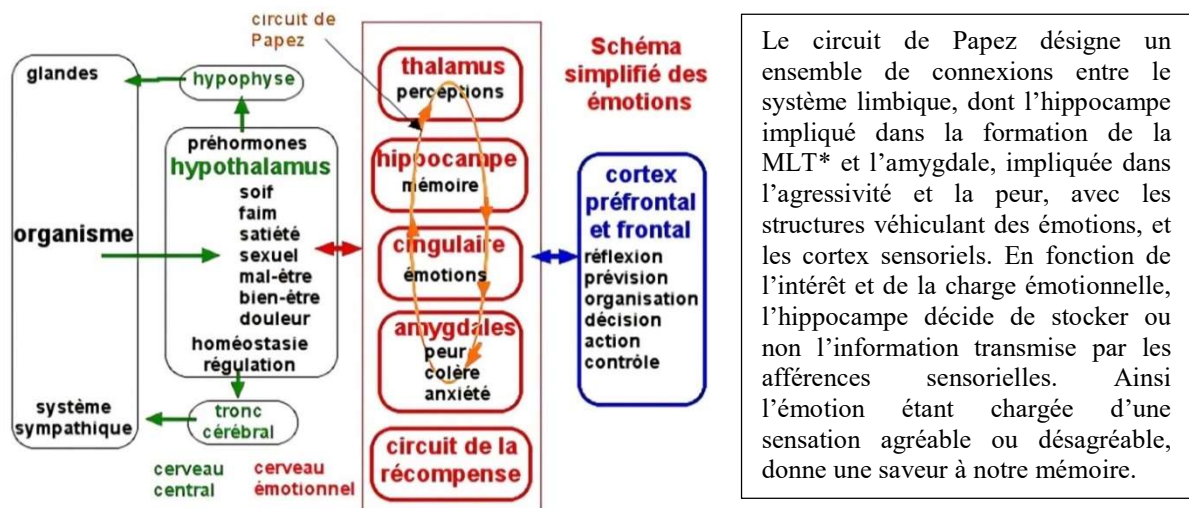 circuit de
Papez
glandes
organisme
système
sympathique
hypophyse
préhormones
hypothalamus
soif
faim
satiété
sexuel
mal-être
bien-être
douleur
homéostasie
régulation
tronc
cérébral
cerveau
central
cerveau
émotionnel
thalamus
perceptions
hippocampe
mémoire
cingulaire
émotions
amygdales
peur
colère
anxiété
circuit de la
récompense
Schéma
simplifié des
émotions
cortex
préfrontal
et frontal
réflexion
prévision
organisation
décision
action
contrôle
Le circuit de Papez désigne un
ensemble de connexions entre le
système limbique, dont l’hippocampe
impliqué dans la formation de la
MLT* et l’amygdale, impliquée dans
l’agressivité et la peur, avec les
structures véhiculant des émotions, et
les cortex sensoriels. En fonction de
l’intérêt et de la charge émotionnelle,
l’hippocampe décide de stocker ou
non l’information transmise par les
afférences sensorielles. Ainsi
l’émotion étant chargée d’une
sensation agréable ou désagréable,
donne une saveur à notre mémoire.